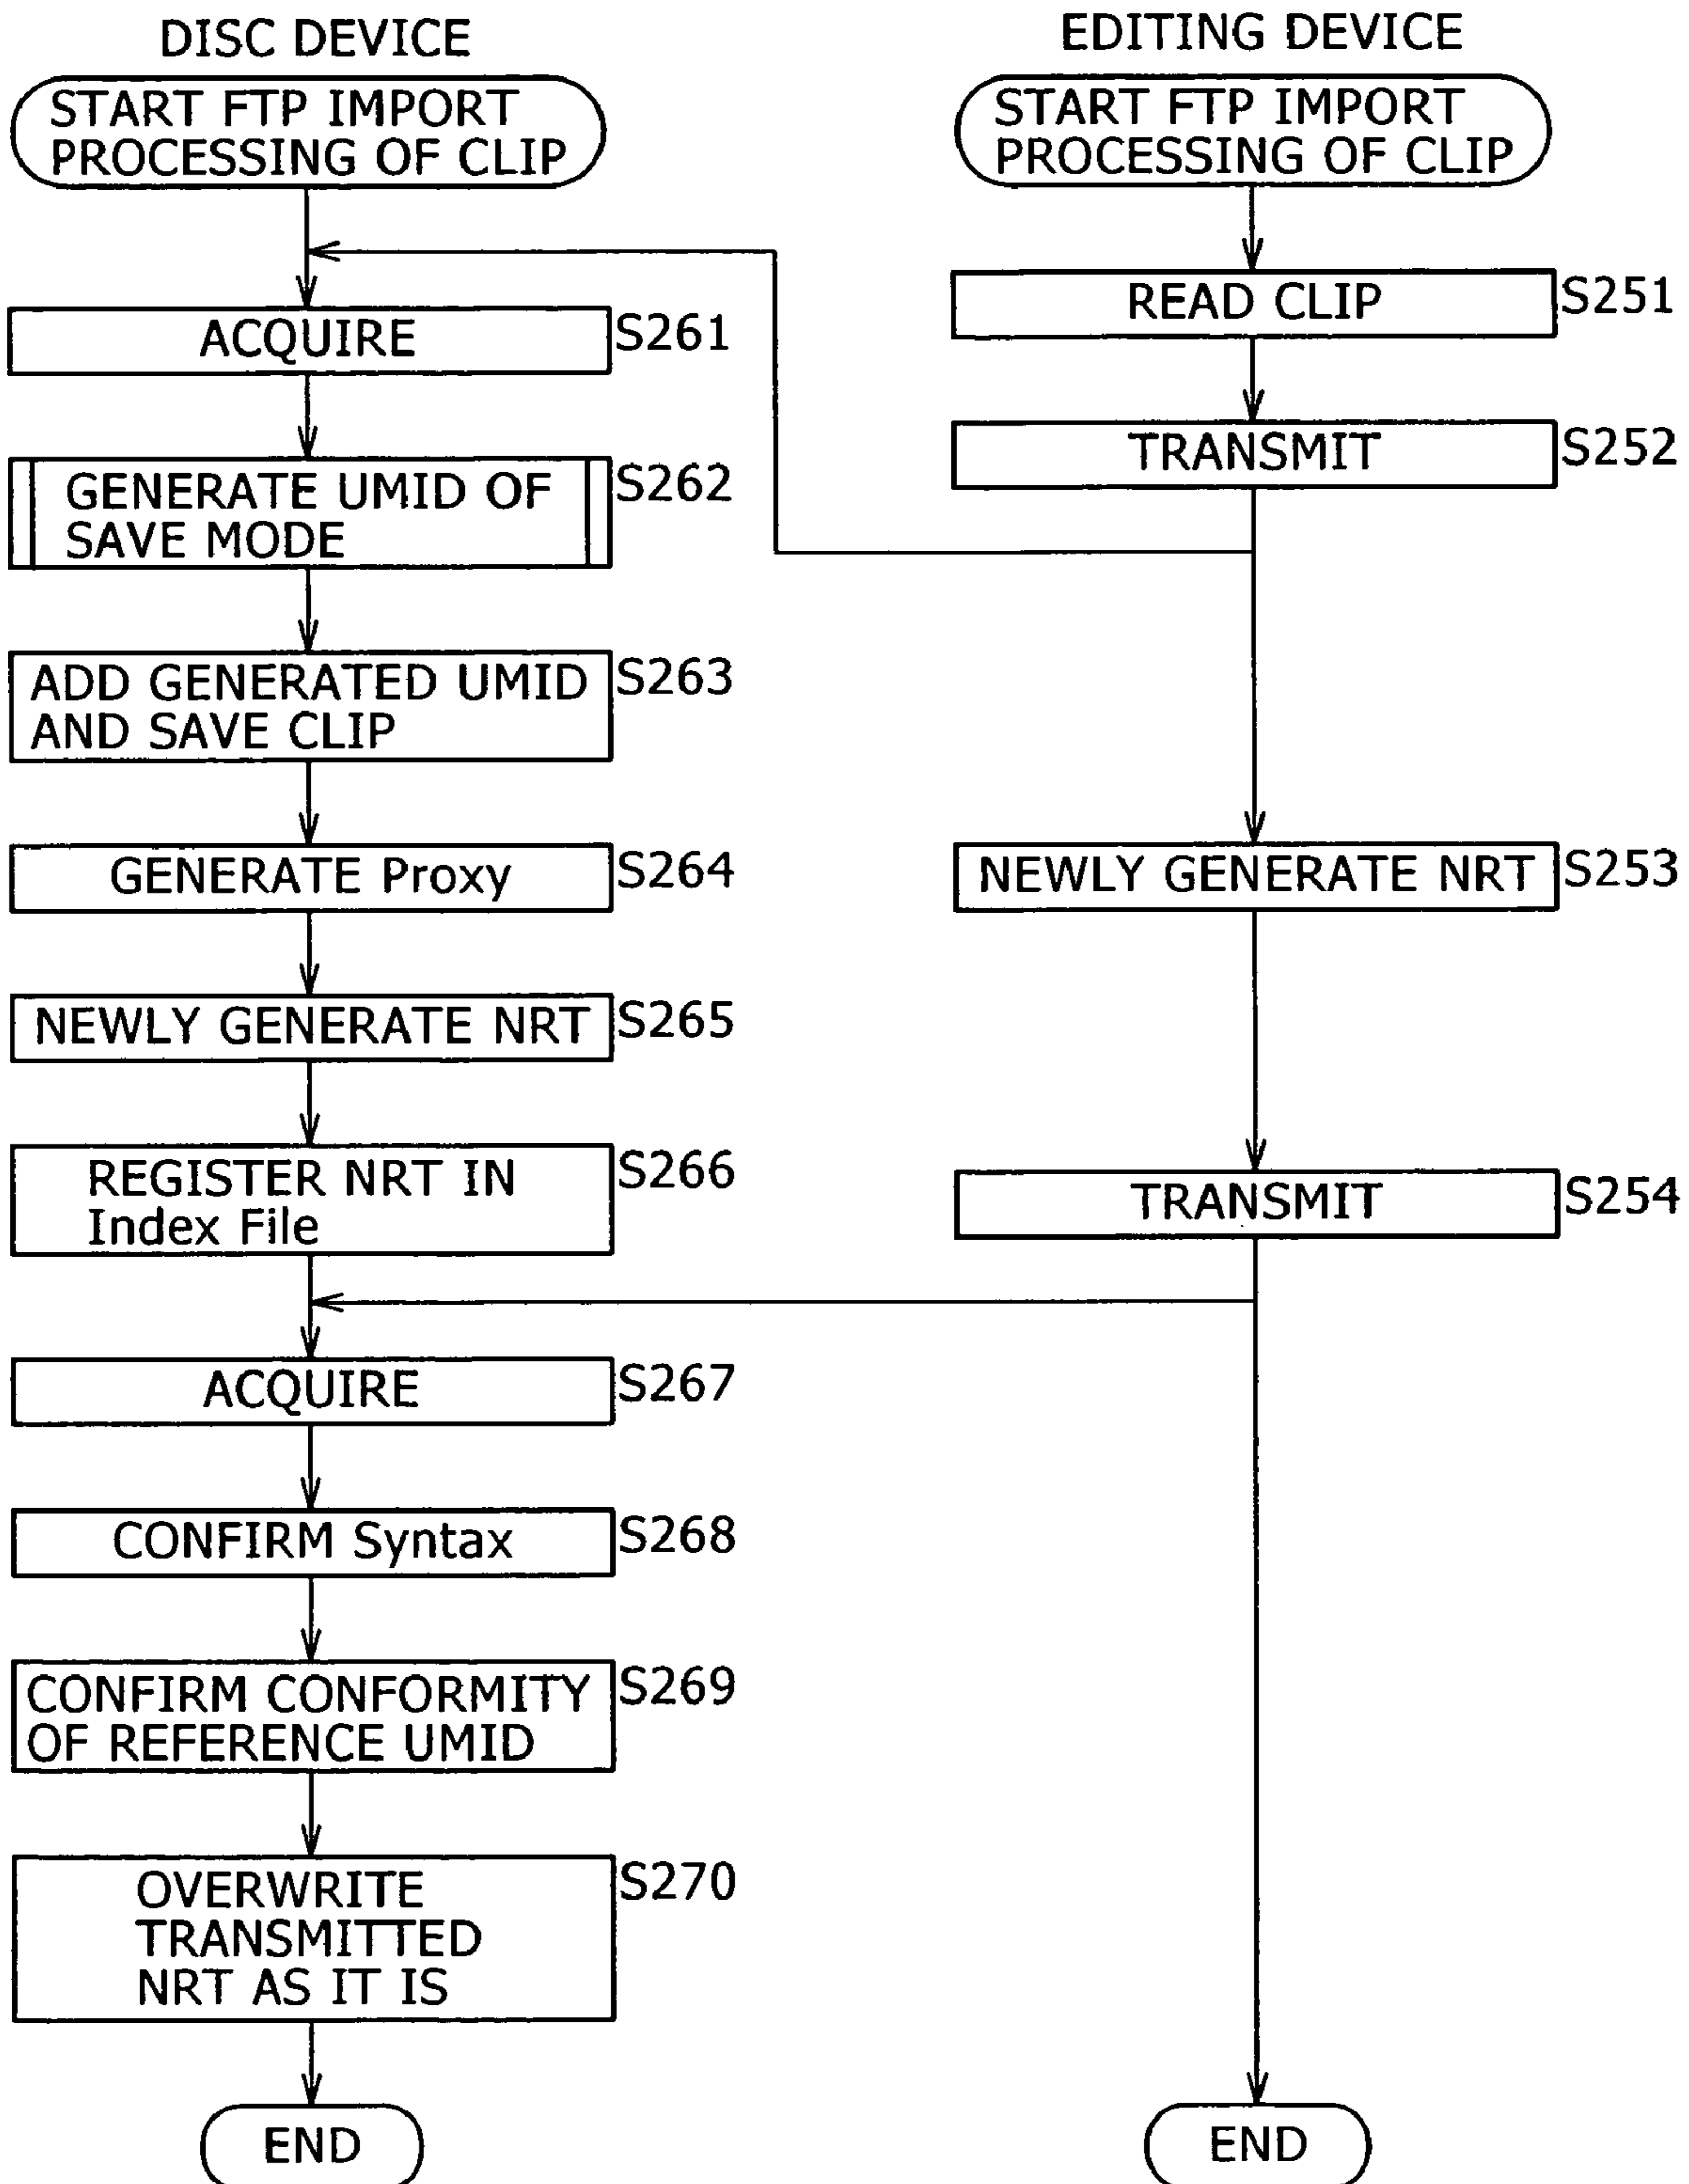 DISC DEVICE
START FTP IMPORT
PROCESSING OF CLIP
ACQUIRE
S261
GENERATE UMID OF
SAVE MODE
S262
ADD GENERATED UMID
AND SAVE CLIP
S263
GENERATE Proxy
S264
NEWLY GENERATE NRT
S265
REGISTER NRT IN
Index File
S266
ACQUIRE
S267
CONFIRM Syntax
S268
CONFIRM CONFORMITY
OF REFERENCE UMID
S269
OVERWRITE
TRANSMITTED
NRT AS IT IS
S270
END
EDITING DEVICE
START FTP IMPORT
PROCESSING OF CLIP
READ CLIP
S251
TRANSMIT
S252
NEWLY GENERATE NRT
S253
TRANSMIT
S254
END